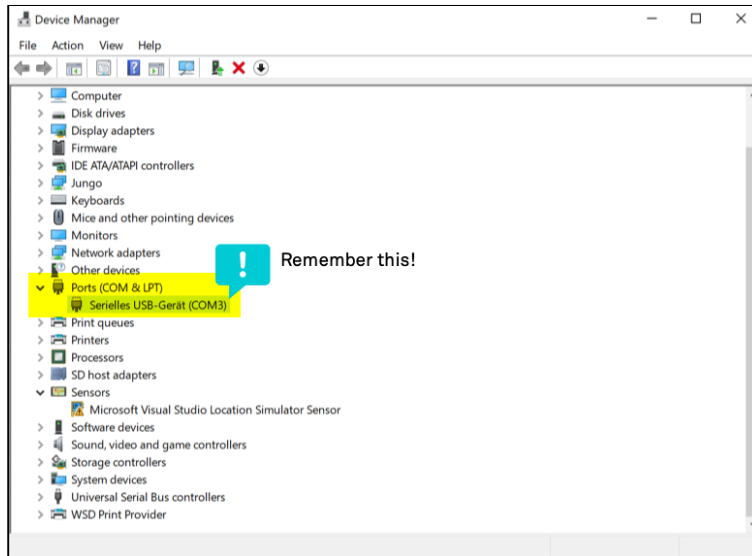 Device Manager
File Action View Help
Computer
Disk drives
Display adapters
Firmware
IDE ATA/ATAPI controllers
Jungo
Keyboards
Mice and other pointing devices
Monitors
Network adapters
Remember this!
Other devices
Ports (COM & LPT)
Serielles USB-Gerät (COM3)
Print queues
Printers
Processors
SD host adapters
Sensors
Microsoft Visual Studio Location Simulator Sensor
Software devices
Sound, video and game controllers
Storage controllers
System devices
Universal Serial Bus controllers
WSD Print Provider